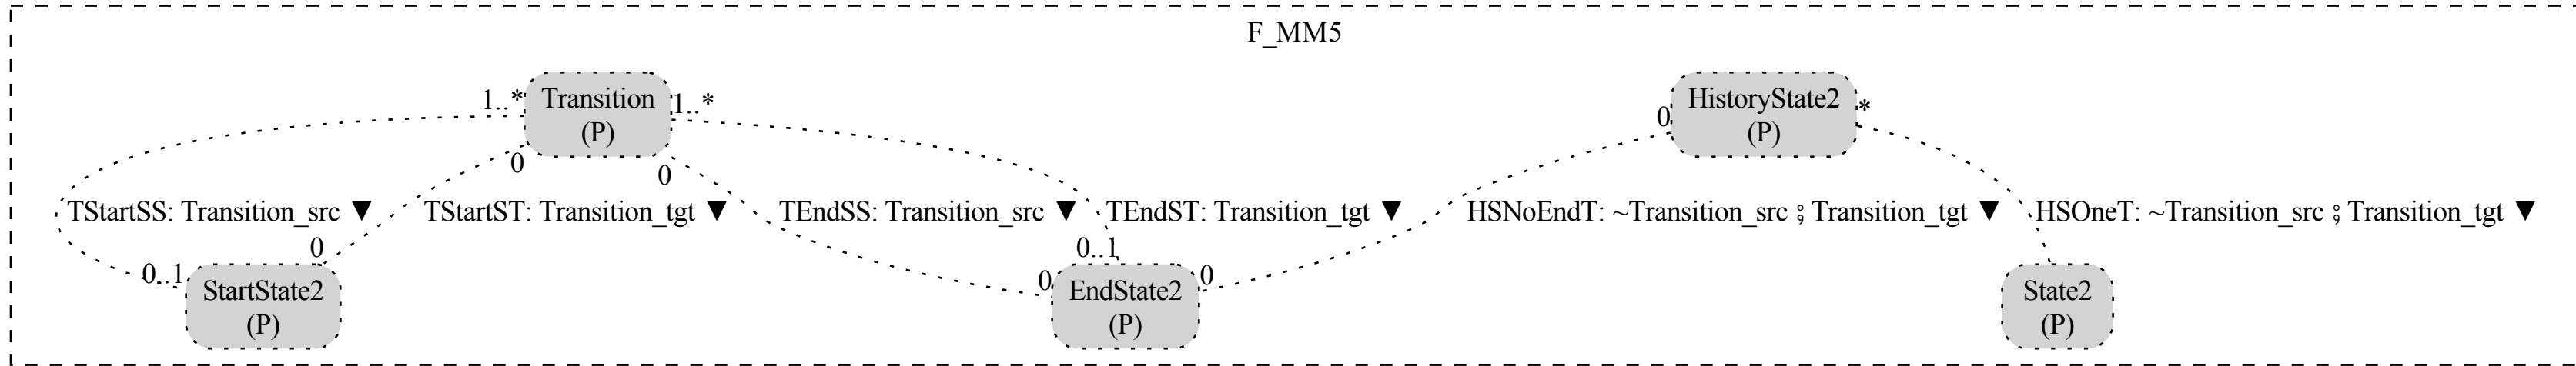 F_MM5
1..*
Transition
(P)
1..*
0
0
0
HistoryState2
(P)
*
TStartSS: Transition_src ▼
TStartST: Transition_tgt ▼
TEndSS: Transition_src ▼
TEndST: Transition_tgt ▼
HSNoEndT: ~Transition_src ⨾ Transition_tgt ▼
HSOneT: ~Transition_src ⨾ Transition_tgt ▼
0..1
0
StartState2
(P)
0
0..1
0
EndState2
(P)
State2
(P)